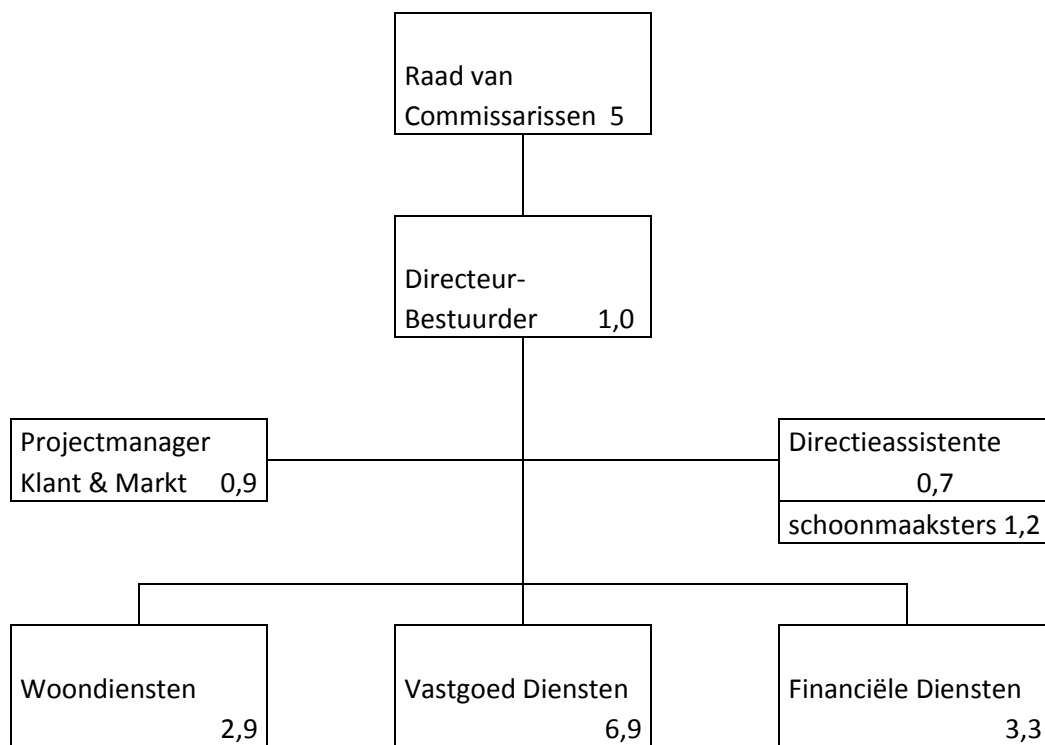 Raad van
Commissarissen 5
Directeur-
Bestuurder 1,0
Projectmanager
Klant & Markt 0,9
Directieassistente
0,7
schoonmaaksters 1,2
Woondiensten
2,9
Vastgoed Diensten
6,9
Financiële Diensten
3,3